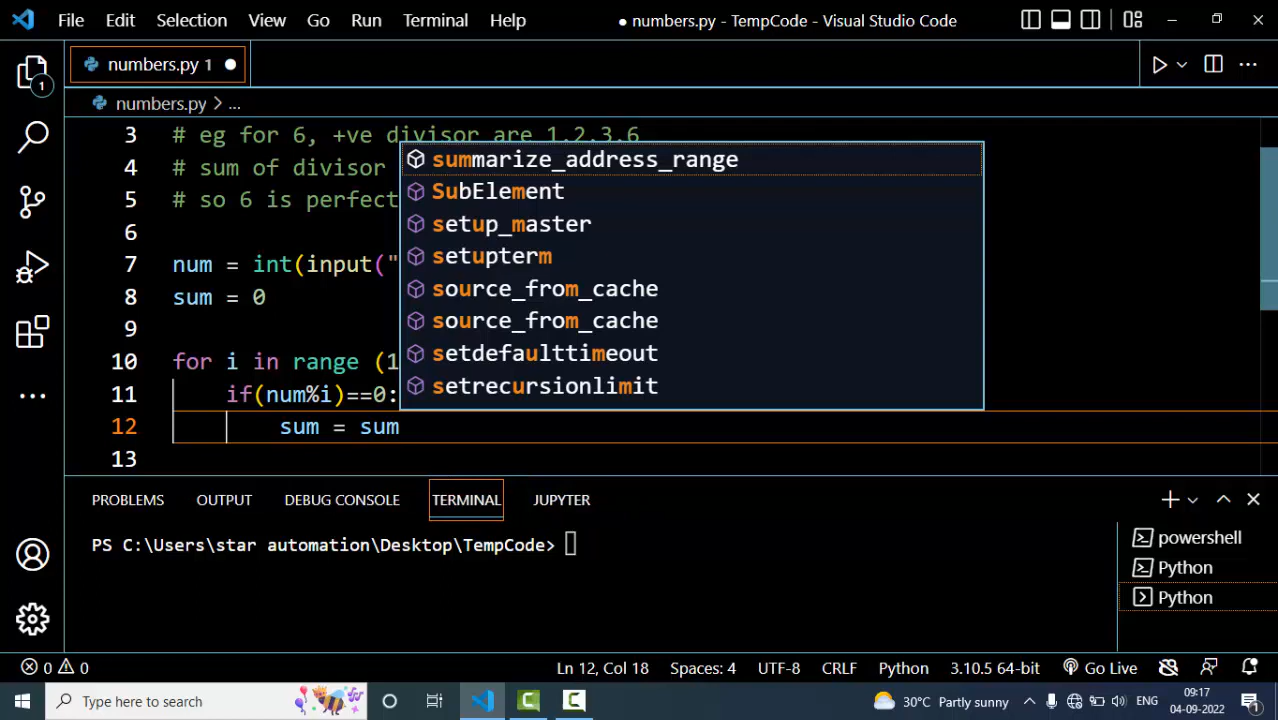 File Edit Selection View Go Run Terminal Help ● numbers.py - TempCode - Visual Studio Code
numbers.py 1 ●
numbers.py > ...
1
3 # eg for 6, +ve divisor are 1,2,3,6
4 # sum of divisor
5 # so 6 is perfect
6
7 num = int(input("
8 sum = 0
9
10 for i in range (1
11 if(num%i)==0:
12 sum = sum
13
summarize_address_range
SubElement
setup_master
setupterm
source_from_cache
source_from_cache
setdefaulttimeout
setrecursionlimit
PROBLEMS OUTPUT DEBUG CONSOLE TERMINAL JUPYTER
PS C:\Users\star automation\Desktop\TempCode>
powershell
Python
Python
0 0 Ln 12, Col 18 Spaces: 4 UTF-8 CRLF Python 3.10.5 64-bit Go Live
Type here to search 30°C Partly sunny ENG 09:17
04-09-2022 1